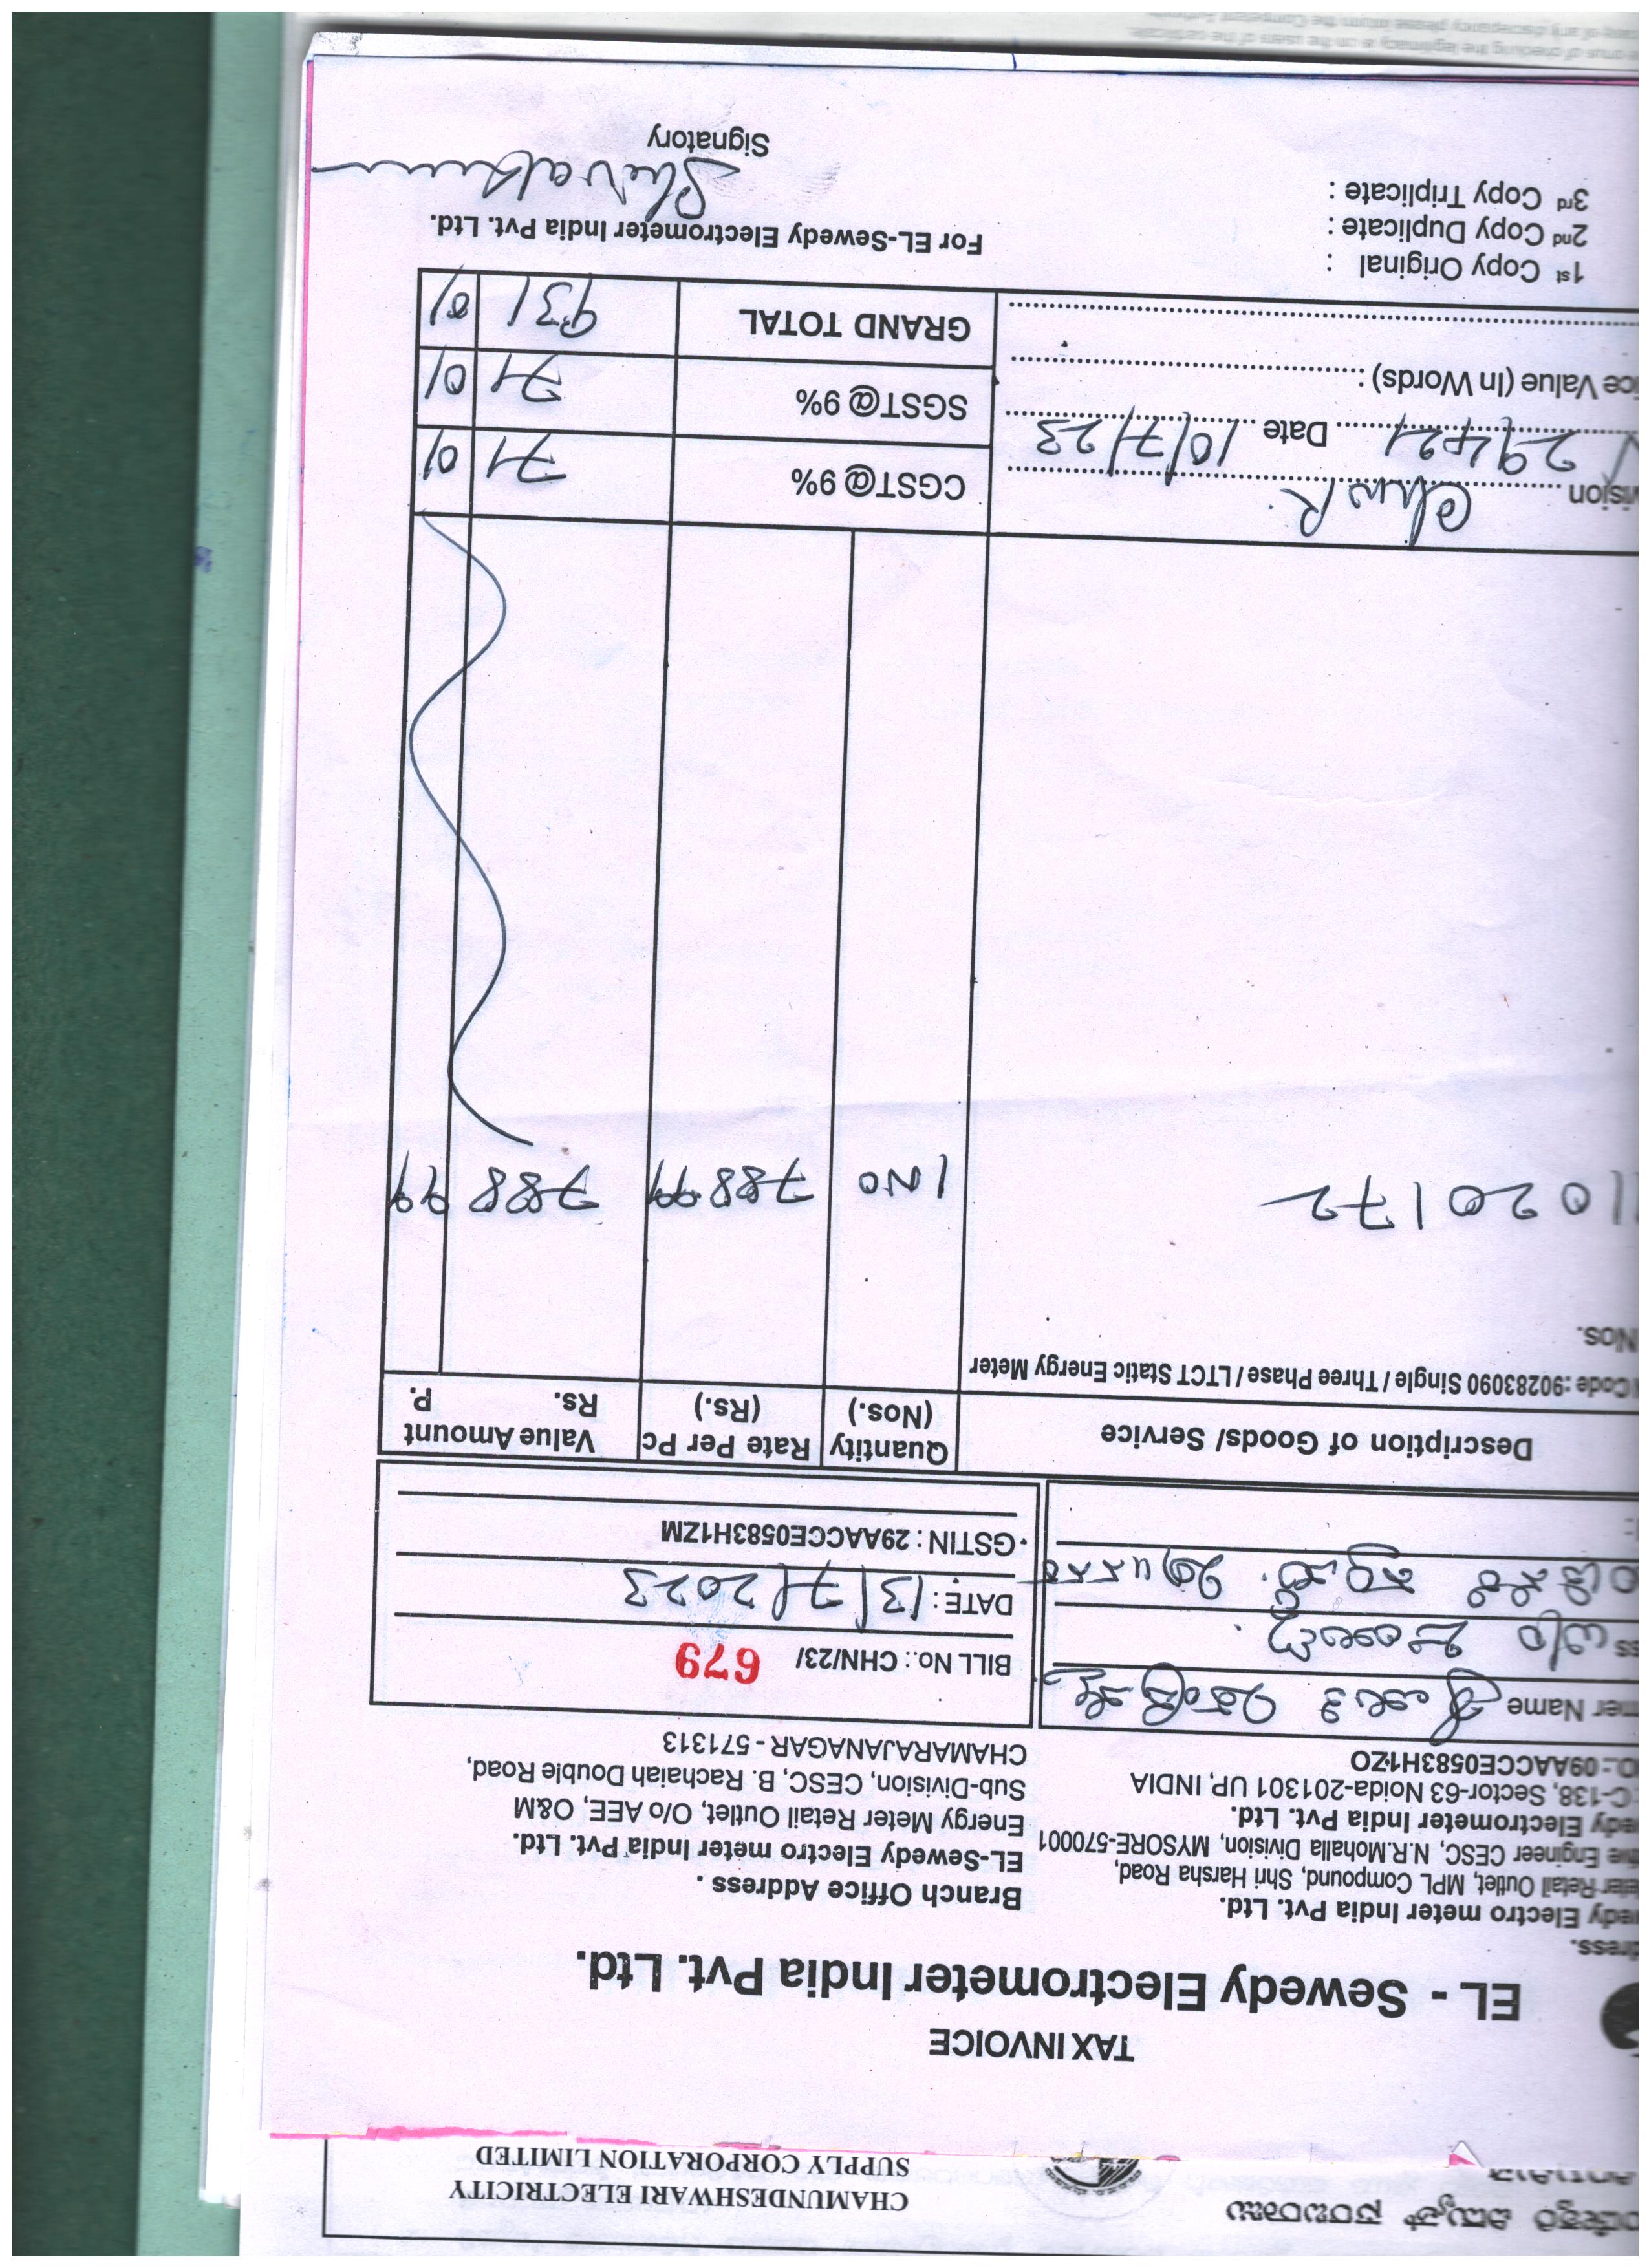 CHAMUNDESHWARI ELECTRICITY
SUPPLY CORPORATION LIMITED
TAX INVOICE
EL - Sewedy Electrometer India Pvt. Ltd.
Electro meter India Pvt. Ltd.
Retail Outlet, MPL Compound, Shri Harsha Road,
Engineer CESC, N.R.Mohalla Division, MYSORE-570001
Electrometer India Pvt. Ltd.
C-138, Sector-63 Noida-201301 UP, INDIA
09AACCE0583H1ZO
Branch Office Address .
EL-Sewedy Electro meter India Pvt. Ltd.
Energy Meter Retail Outlet, O/o AEE, O&M
Sub-Division, CESC, B. Rachaiah Double Road,
CHAMARAJANAGAR - 571313
Name
BILL No.: CHN/23/ 679
DATE : 13/7/2023
GSTIN : 29AACCE0583H1ZM
Description of Goods/ Service Quantity (Nos.) Rate Per Pc (Rs.) Value Amount Rs. P.
Code :90283090 Single / Three Phase / LTCT Static Energy Meter
Nos.
11020172 1 NO 788 99 788 99
CGST@ 9% 71 01
29421 Date 10/7/23
SGST@ 9% 71 01
Value (In Words) :
GRAND TOTAL 931 01
1st Copy Original :
2nd Copy Duplicate :
3rd Copy Triplicate :
For EL-Sewedy Electrometer India Pvt. Ltd.
Signatory